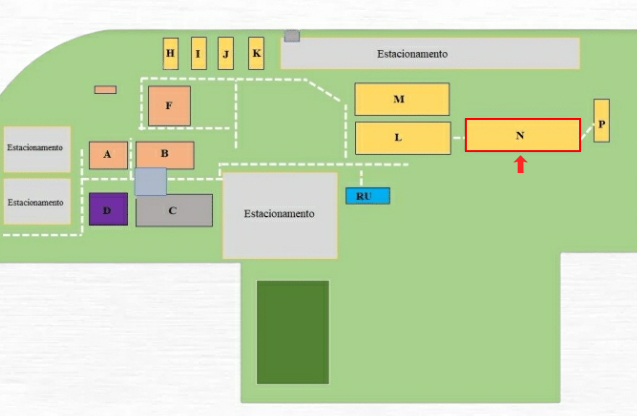 H
I
J
K
Estacionamento
M
F
L
N
P
Estacionamento
A
B
Estacionamento
D
C
Estacionamento
RU